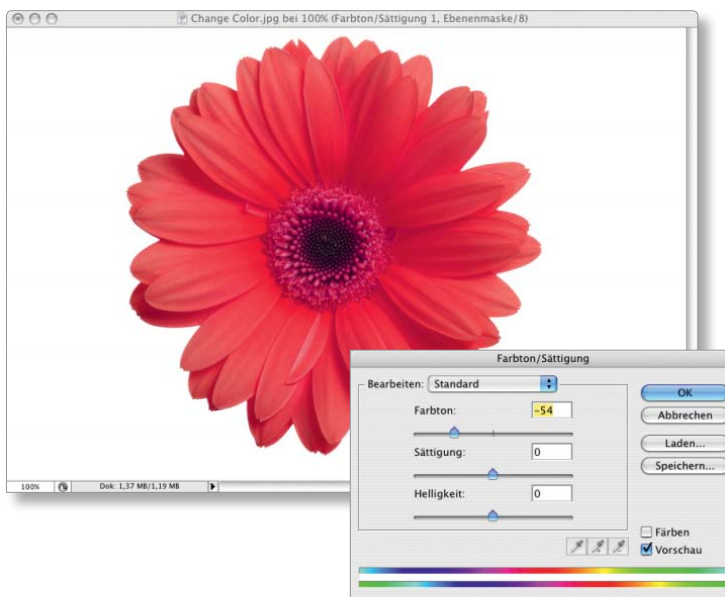 Change Color.jpg bei 100% (Farbton/Sättigung 1, Ebenenmaske/8)
100%
Dok: 1,37 MB/1,19 MB
Farbton/Sättigung
Bearbeiten: Standard
OK
Farbton: -54
Abbrechen
Sättigung: 0
Laden...
Speichern...
Helligkeit: 0
Färben
Vorschau